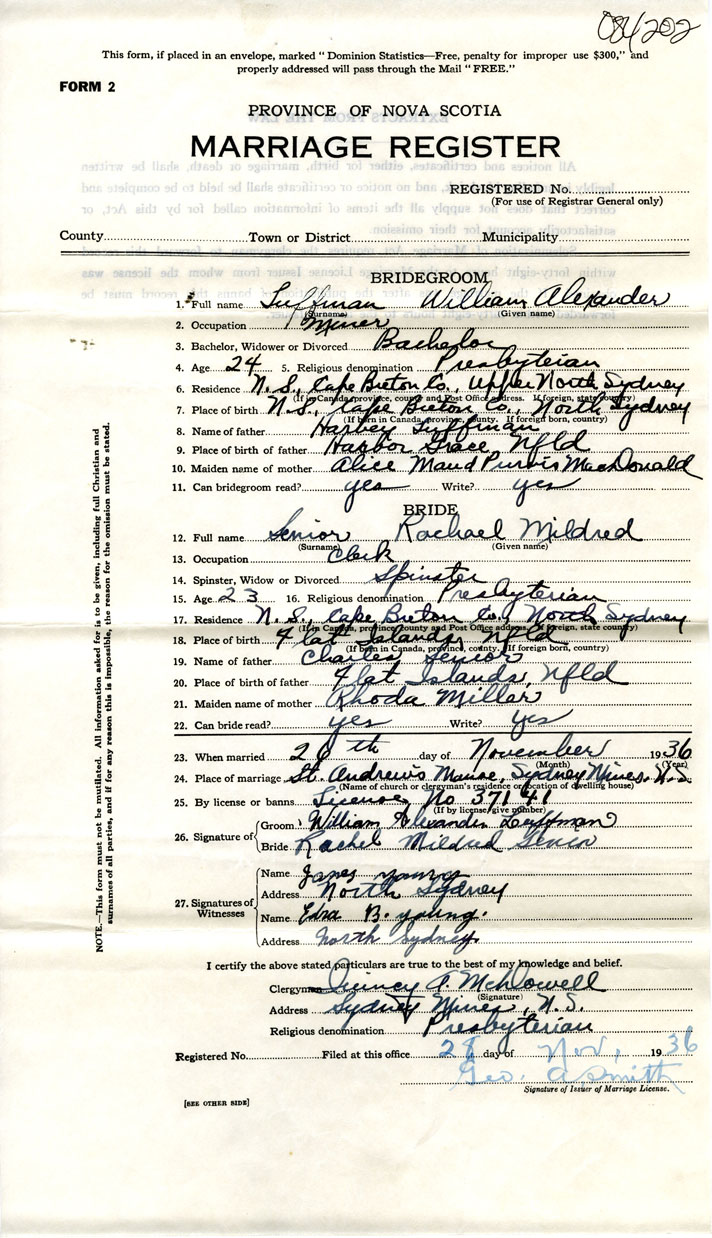 084202
This form, if placed in an envelope, marked “Dominion Statistics—Free, penalty for improper use $300,” and
properly addressed will pass through the Mail “FREE.”
FORM 2
PROVINCE OF NOVA SCOTIA
MARRIAGE REGISTER
REGISTERED No.
(For use of Registrar General only)
County Town or District Municipality
BRIDEGROOM
1. Full name Luffman William Alexander
(Surname) (Given name)
2. Occupation Miner
3. Bachelor, Widower or Divorced Bachelor
4. Age 24 5. Religious denomination Presbyterian
6. Residence N.S., Cape Breton Co., Upper North Sydney
(If in Canada, province, county and Post Office address. If foreign, state country)
7. Place of birth N.S., Cape Breton Co., North Sydney
(If born in Canada, province, county. If foreign born, country)
8. Name of father Harvey Luffman
9. Place of birth of father Harbor Grace Nfld
10. Maiden name of mother Alice Maud Purvis MacDonald
11. Can bridegroom read? yes Write? yes
BRIDE
12. Full name Senior Rachael Mildred
(Surname) (Given name)
13. Occupation Clerk
14. Spinster, Widow or Divorced Spinster
15. Age 23 16. Religious denomination Presbyterian
17. Residence N.S., Cape Breton Co., North Sydney
(If in Canada, province, county and Post Office address. If foreign, state county)
18. Place of birth Flat Islands, Nfld
(If born in Canada, province, county. If foreign born, country)
19. Name of father Charles Senior
20. Place of birth of father Flat Islands, Nfld
21. Maiden name of mother Rhoda Miller
22. Can bride read? yes Write? yes
23. When married 20th day of November 1936
(Month) (Year)
24. Place of marriage St. Andrew's Manse, Sydney Mines, N.S.
(Name of church or clergyman's residence or location of dwelling house)
25. By license or banns License, No 37141
(If by license give number)
26. Signature of
Groom William Alexander Luffman
Bride Rachel Mildred Senior
27. Signatures of Witnesses
Name Young
Address North Sydney
Name Edra B. Young.
Address North Sydney.
I certify the above stated particulars are true to the best of my knowledge and belief.
Clergyman Quincy A. McDowell
(Signature)
Address Sydney Mines, N.S.
Religious denomination Presbyterian
Registered No. Filed at this office 28 day of Nov, 1936
Geo. A Smith
Signature of Issuer of Marriage License.
[SEE OTHER SIDE]
NOTE.—This form must not be mutilated. All information asked for is to be given, including full Christian and
surnames of all parties, and if for any reason this is impossible, the reason for the omission must be stated.